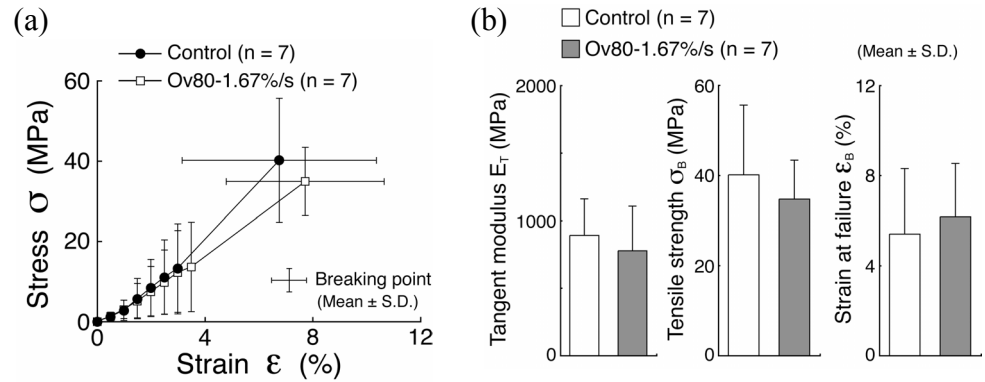 (a)
Control (n = 7)
Ov80-1.67%/s (n = 7)
Stress σ (MPa)
60
40
20
0
Breaking point
(Mean ± S.D.)
0
4
8
12
Strain ε (%)
(b)
Control (n = 7)
Ov80-1.67%/s (n = 7)
(Mean ± S.D.)
Tangent modulus E_T (MPa)
2000
1000
0
Tensile strength σ_B (MPa)
60
40
20
0
Strain at failure ε_B (%)
12
8
4
0